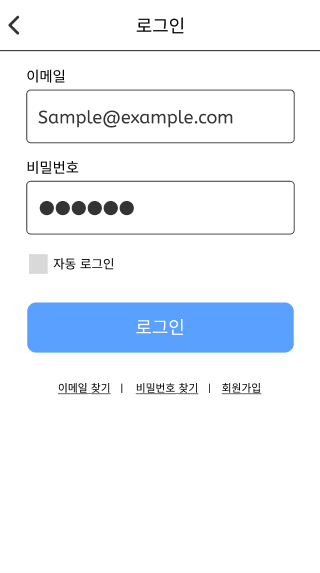 로그인
이메일
Sample@example.com
비밀번호
●●●●●●
자동 로그인
로그인
이메일 찾기 | 비밀번호 찾기 | 회원가입